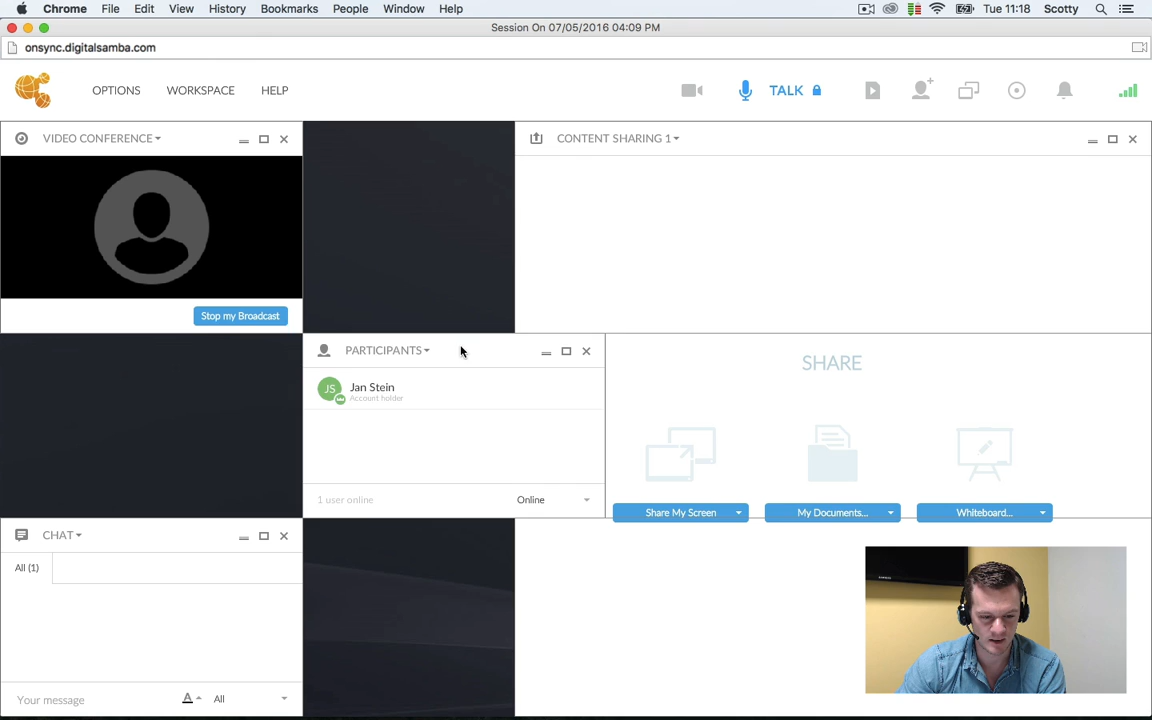 Chrome File Edit View History Bookmarks People Window Help Tue 11:18 Scotty
Session On 07/05/2016 04:09 PM
onsync.digitalsamba.com
OPTIONS WORKSPACE HELP TALK
VIDEO CONFERENCE CONTENT SHARING 1
Stop my Broadcast
PARTICIPANTS
SHARE
JS Jan Stein
Account holder
1 user online Online
Share My Screen My Documents... Whiteboard...
CHAT
All (1)
Your message A All